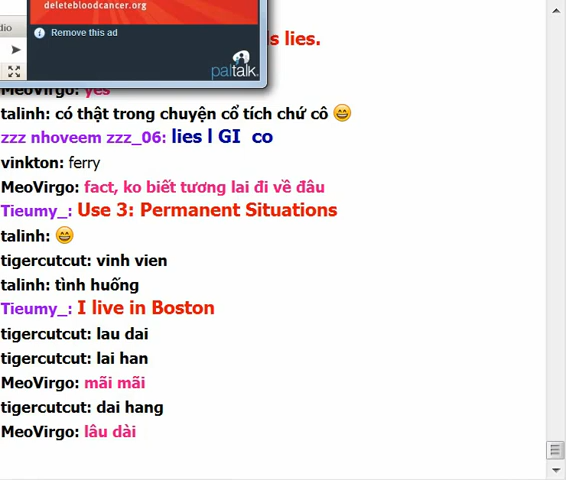 deletebloodcancer.org
dio
Remove this ad
s lies.
paltalk
MeoVirgo: yes
talinh: có thật trong chuyện cổ tích chứ cô 😄
zzz nhoveem zzz_06: lies l GI co
vinkton: ferry
MeoVirgo: fact, ko biết tương lai đi về đâu
Tieumy_: Use 3: Permanent Situations
talinh: 😄
tigercutcut: vinh vien
talinh: tình huống
Tieumy_: I live in Boston
tigercutcut: lau dai
tigercutcut: lai han
MeoVirgo: mãi mãi
tigercutcut: dai hang
MeoVirgo: lâu dài